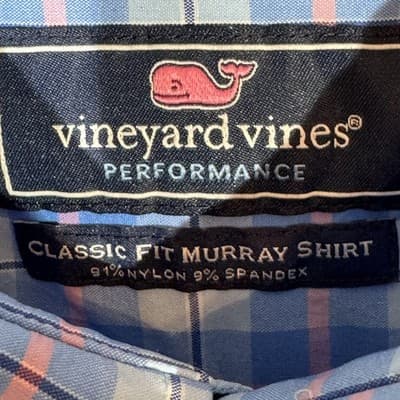 vineyard vines®
PERFORMANCE
CLASSIC FIT MURRAY SHIRT
91% NYLON 9% SPANDEX